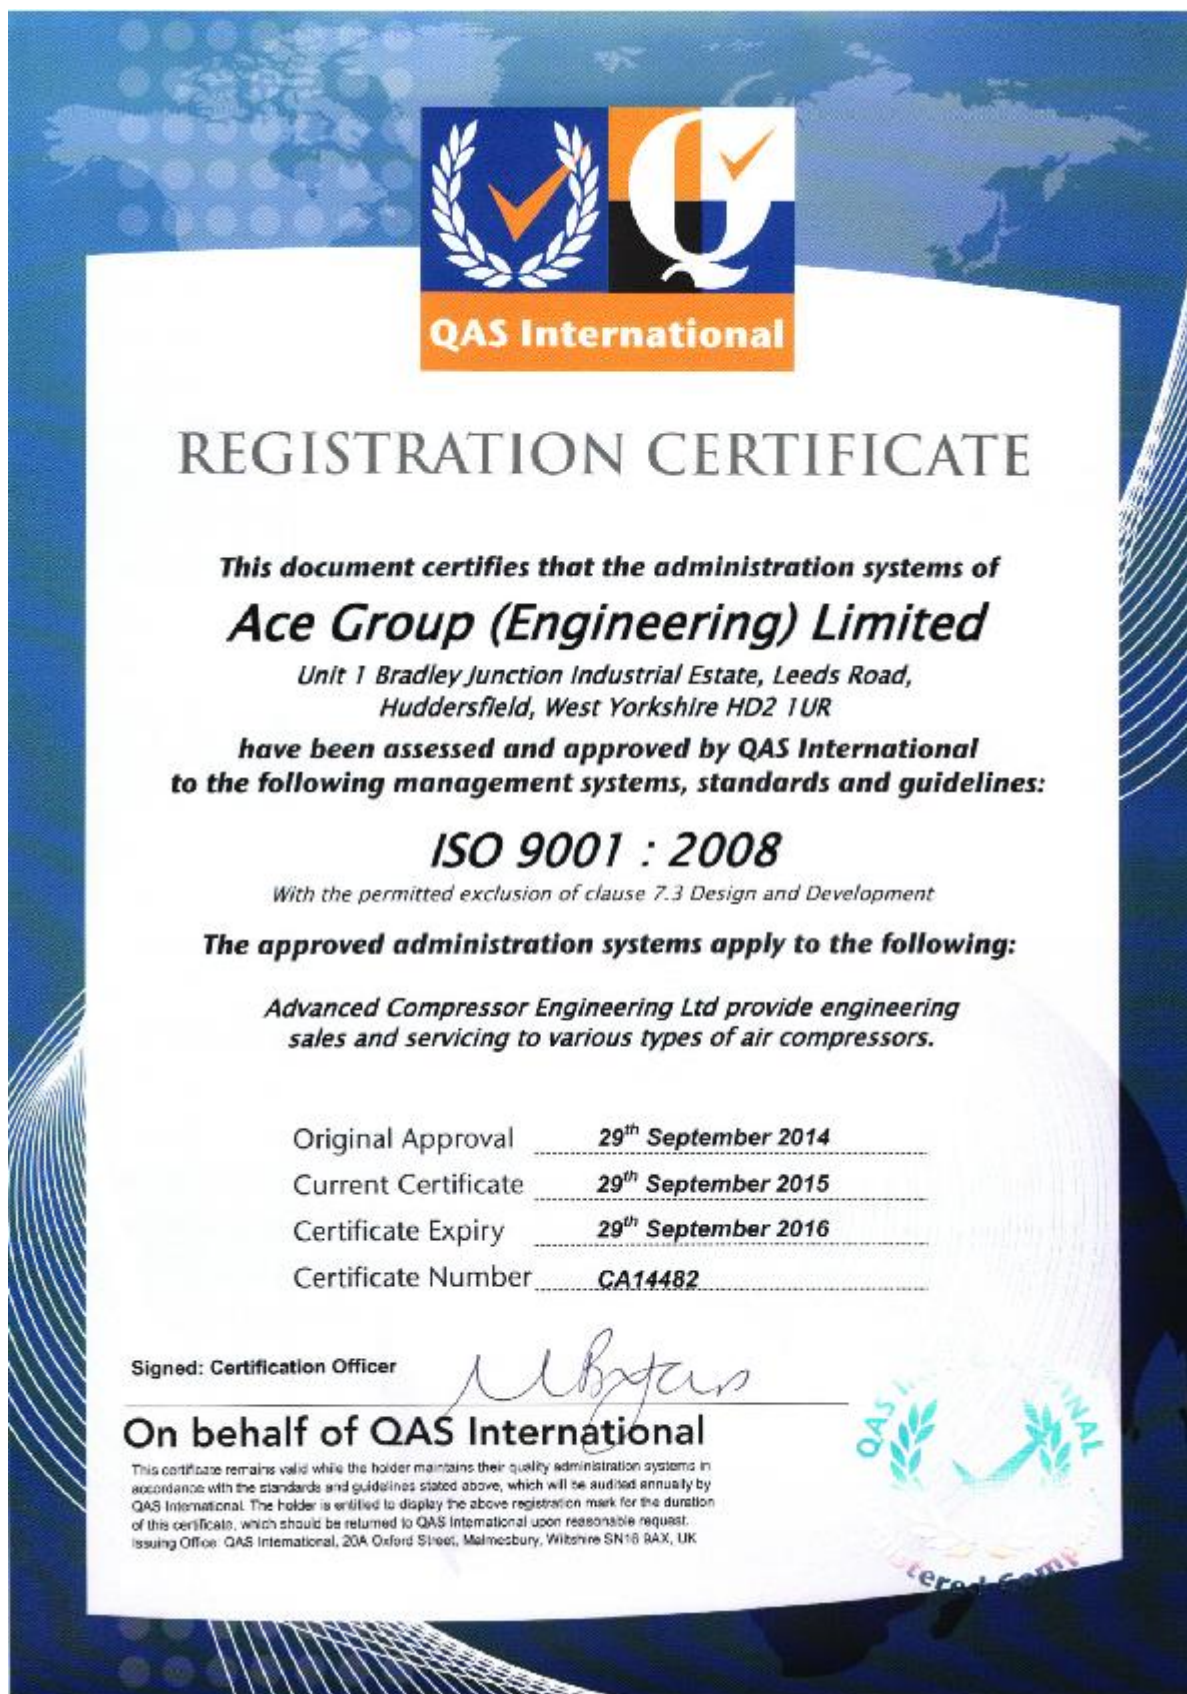 QAS International
REGISTRATION CERTIFICATE
This document certifies that the administration systems of
Ace Group (Engineering) Limited
Unit 1 Bradley Junction Industrial Estate, Leeds Road,
Huddersfield, West Yorkshire HD2 1UR
have been assessed and approved by QAS International
to the following management systems, standards and guidelines:
ISO 9001 : 2008
With the permitted exclusion of clause 7.3 Design and Development
The approved administration systems apply to the following:
Advanced Compressor Engineering Ltd provide engineering
sales and servicing to various types of air compressors.
Original Approval 29th September 2014
Current Certificate 29th September 2015
Certificate Expiry 29th September 2016
Certificate Number CA14482
Signed: Certification Officer
On behalf of QAS International
This certificate remains valid while the holder maintains their quality administration systems in
accordance with the standards and guidelines stated above, which will be audited annually by
QAS International. The holder is entitled to display the above registration mark for the duration
of this certificate, which should be returned to QAS International upon reasonable request.
Issuing Office: QAS International, 20A Oxford Street, Malmesbury, Wiltshire SN16 9AX, UK
QAS